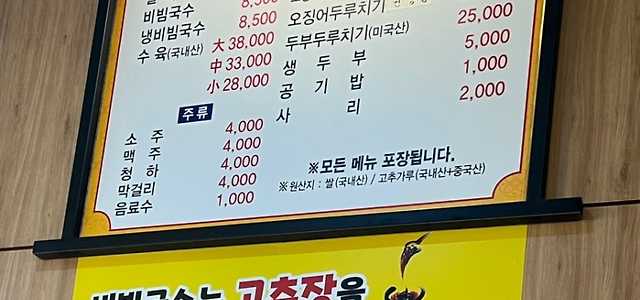 비빔국수 8,500
냉비빔국수 8,500
수육(국내산) 大 38,000
中 33,000
小 28,000
주류
소주 4,000
맥주 4,000
청하 4,000
막걸리 4,000
음료수 1,000
오징어두루치기
두부두루치기(미국산) 25,000
생두부 5,000
공기밥 1,000
사리 2,000
※모든 메뉴 포장됩니다.
※원산지 : 쌀(국내산) / 고추가루(국내산+중국산)
비빔국수는 고추장을